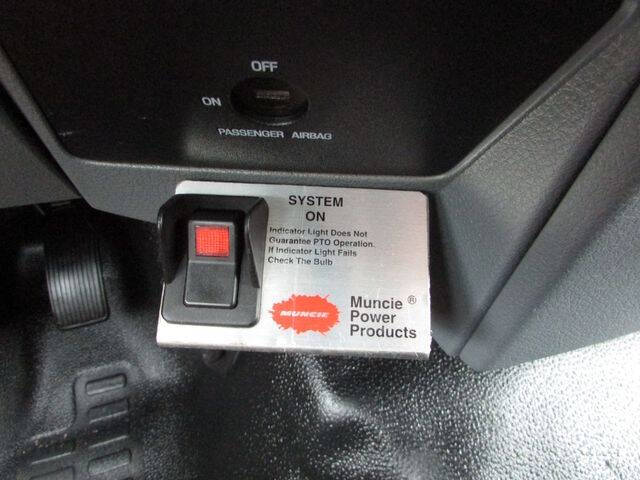 OFF
ON
PASSENGER AIRBAG
SYSTEM
ON
Indicator Light Does Not
Guarantee PTO Operation.
If Indicator Light Fails
Check The Bulb
MUNCIE
Muncie ®
Power
Products